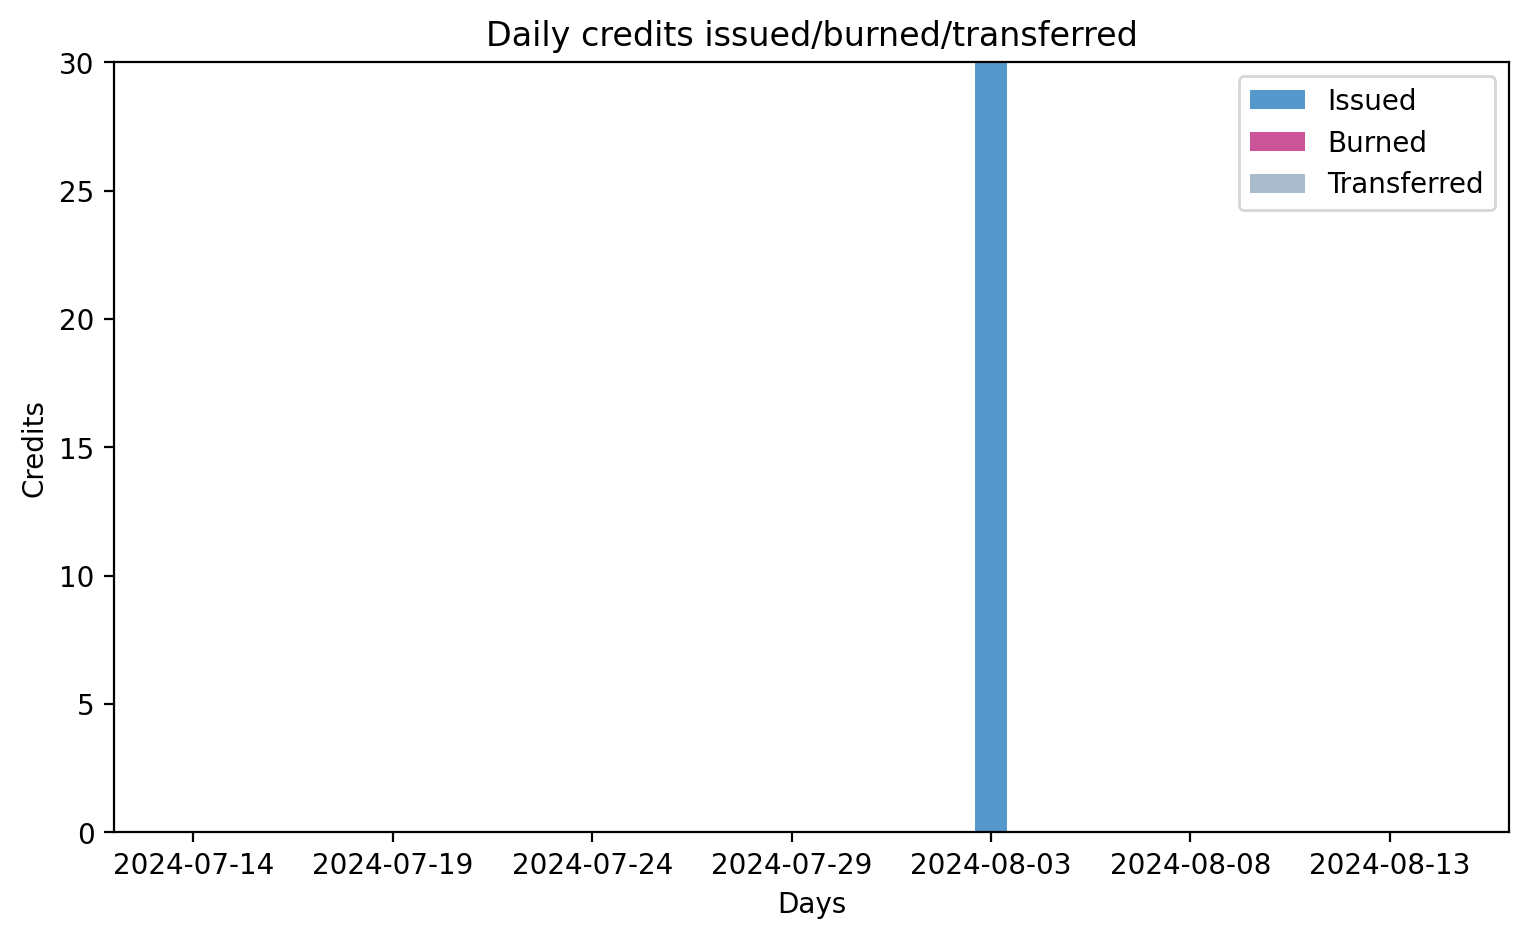 Daily credits issued/burned/transferred
30
25
20
15
10
5
0
Credits
Issued
Burned
Transferred
2024-07-14 2024-07-19 2024-07-24 2024-07-29 2024-08-03 2024-08-08 2024-08-13
Days